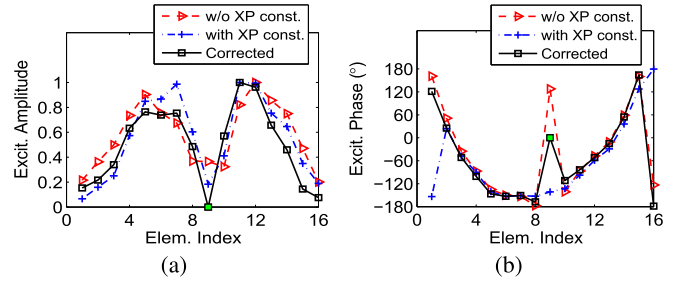 w/o XP const.
with XP const.
Corrected
Excit. Amplitude
1
0.8
0.6
0.4
0.2
0
0 4 8 12 16
Elem. Index
(a)
w/o XP const.
with XP const.
Corrected
Excit. Phase (°)
180
120
60
0
−60
−120
−180
0 4 8 12 16
Elem. Index
(b)